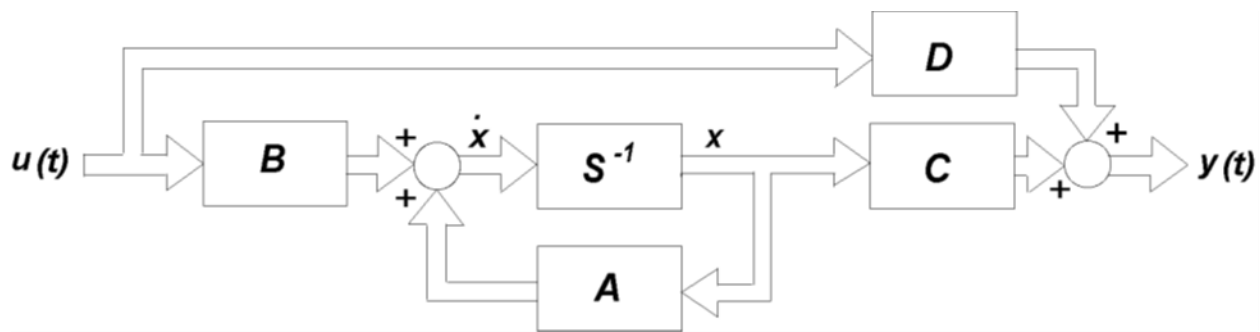 D
u(t) B + + ẋ S⁻¹ x C + + y(t)
A